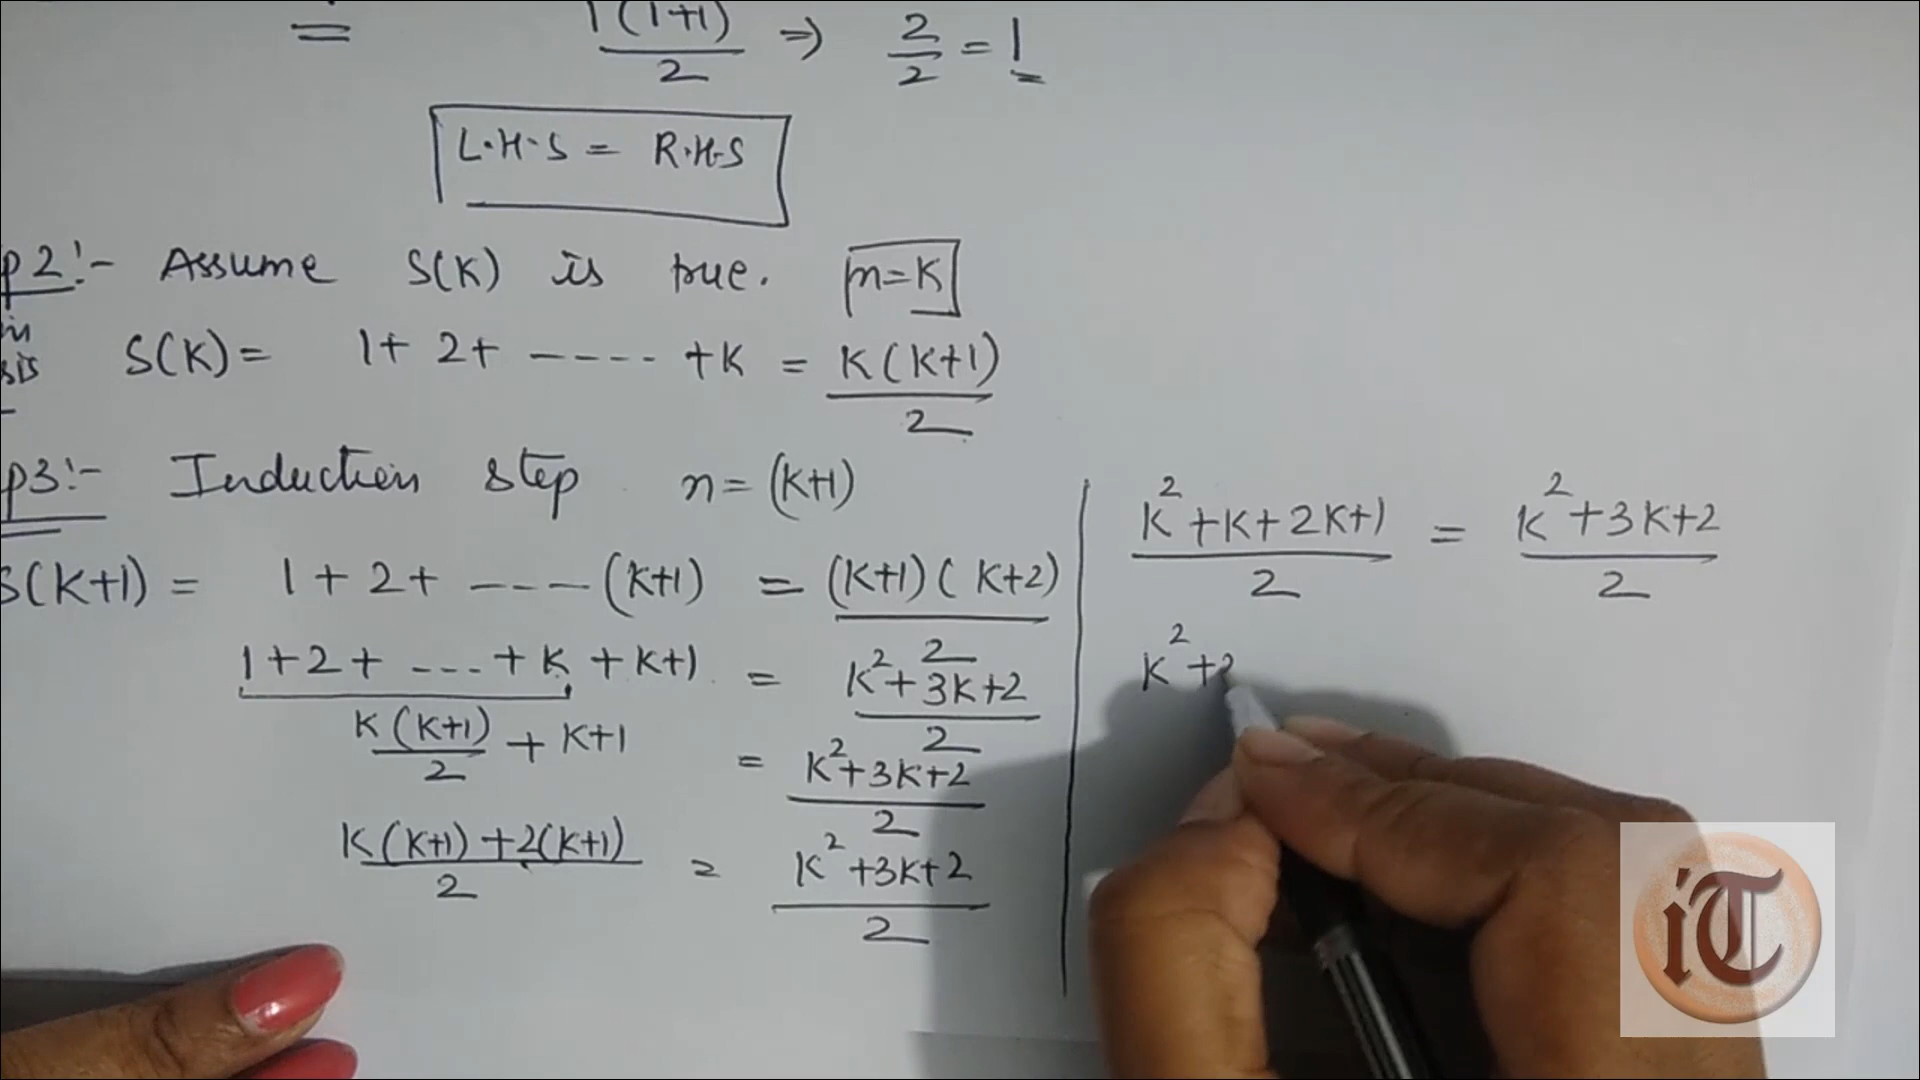 1(1+1)/2 ⇒ 2/2 = 1
L.H.S = R.H.S
p2:- Assume S(K) is true. n=K
in
sis S(K)= 1+ 2+ ----- +K = K(K+1)/2
p3:- Induction step n=(K+1)
S(K+1) = 1+2+ ----(K+1) = (K+1)(K+2)/2
1+2+ ...+K +K+1 = K²+3K+2/2
K(K+1)/2 + K+1 = K²+3K+2/2
K(K+1)+2(K+1)/2 = K²+3K+2/2
K²+K+2K+1/2 = K²+3K+2/2
K²+
iT